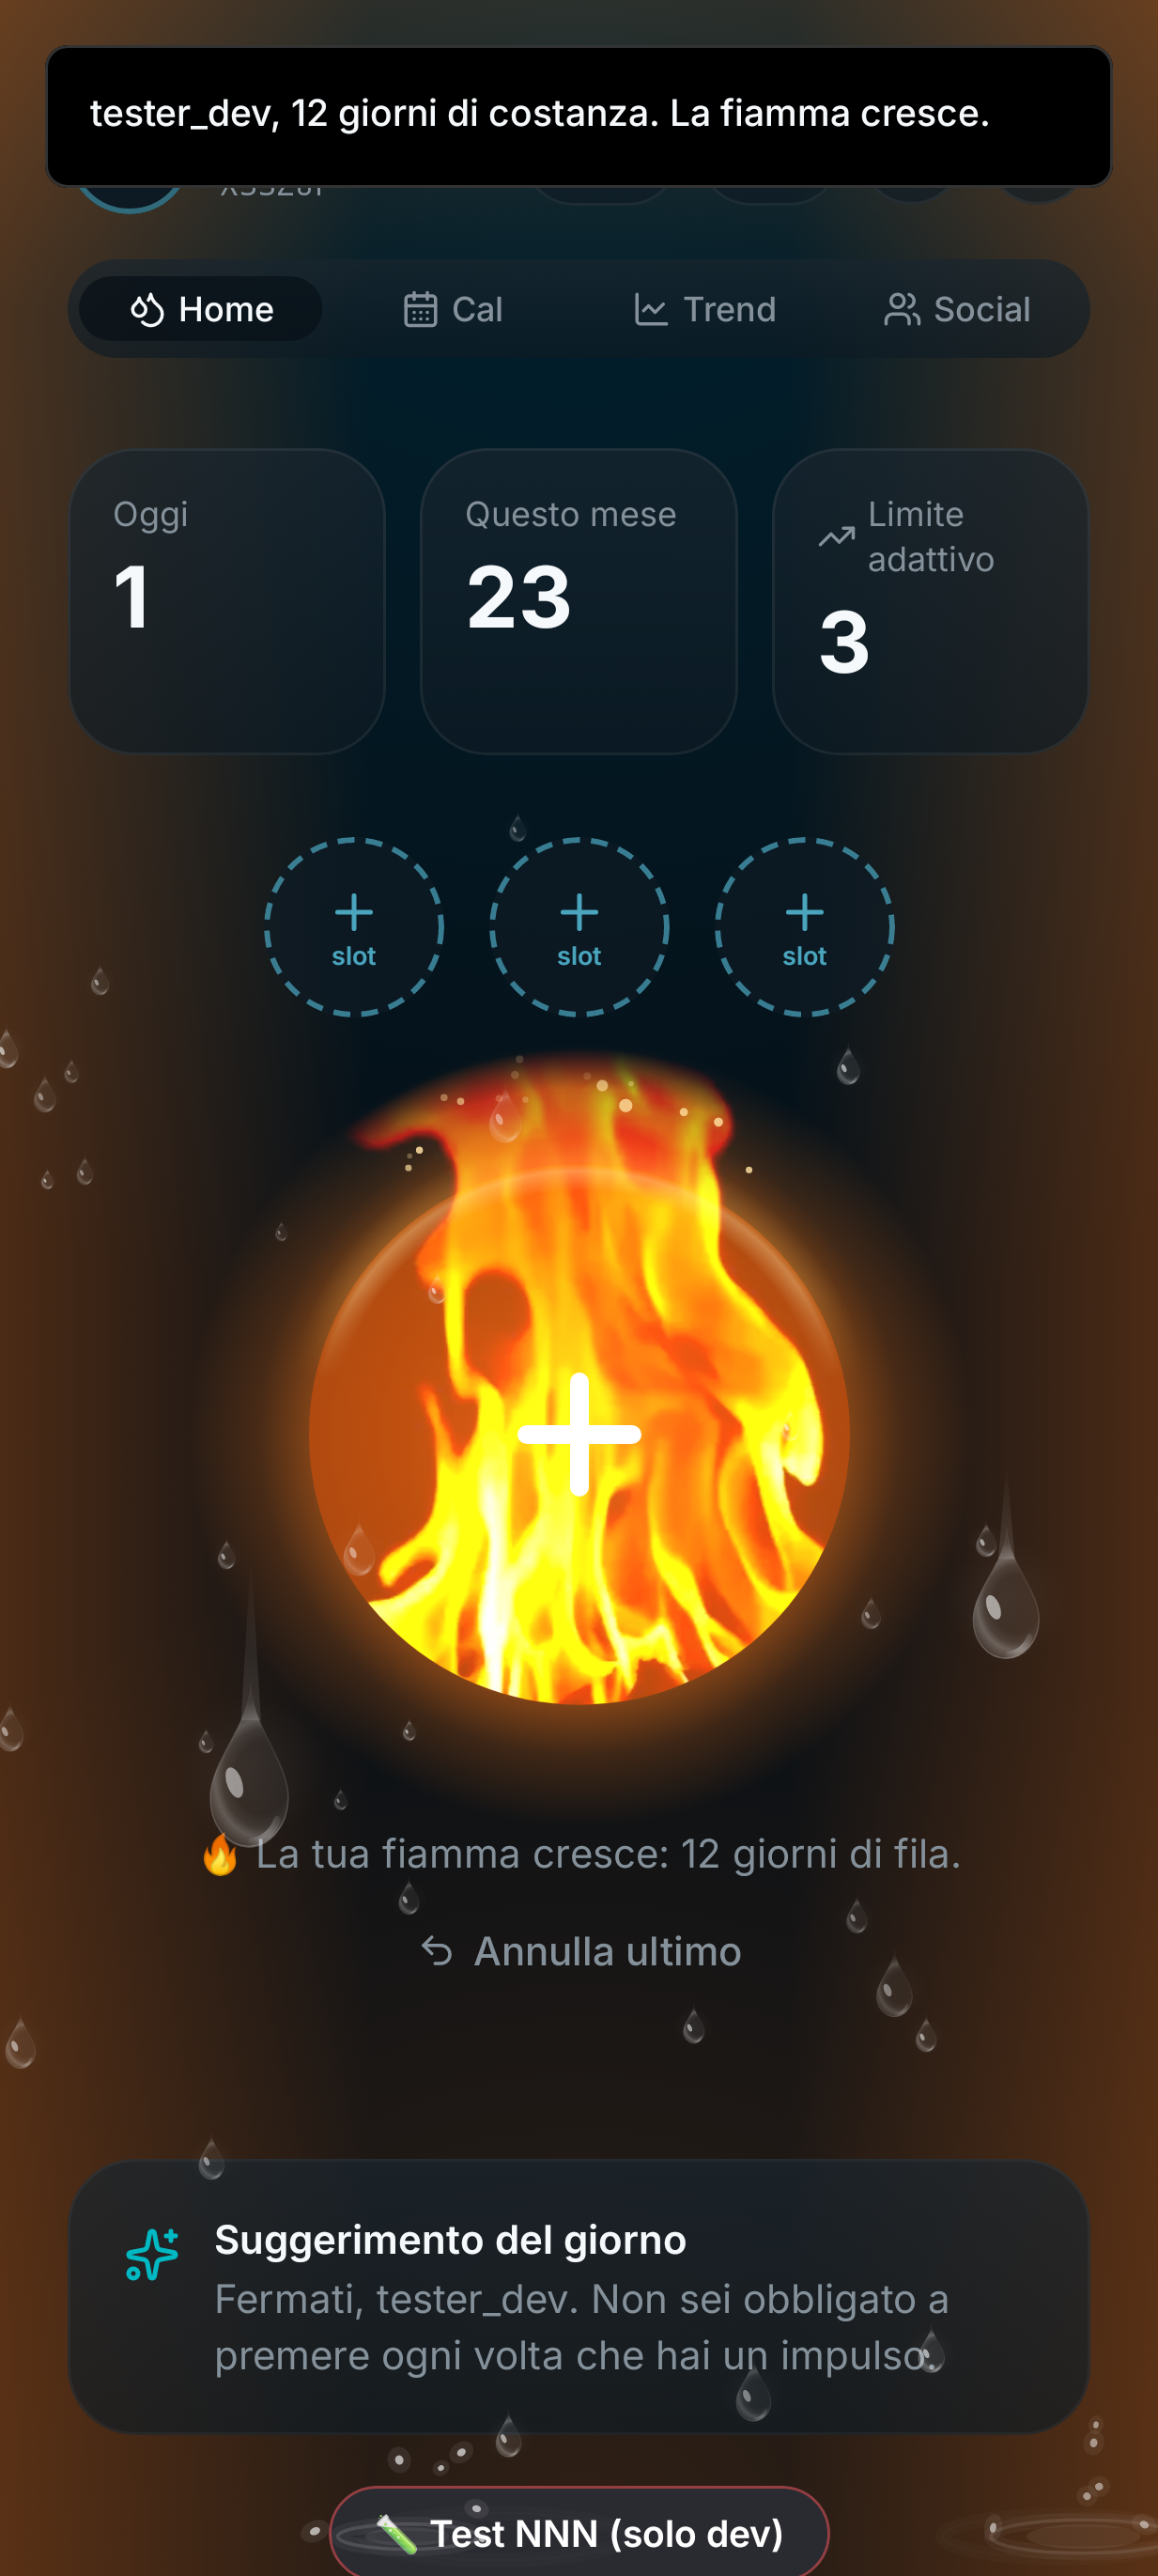 tester_dev, 12 giorni di costanza. La fiamma cresce.
Home
Cal
Trend
Social
Oggi
1
Questo mese
23
Limite
adattivo
3
slot
slot
slot
🔥 La tua fiamma cresce: 12 giorni di fila.
Annulla ultimo
Suggerimento del giorno
Fermati, tester_dev. Non sei obbligato a
premere ogni volta che hai un impulso.
🧪 Test NNN (solo dev)